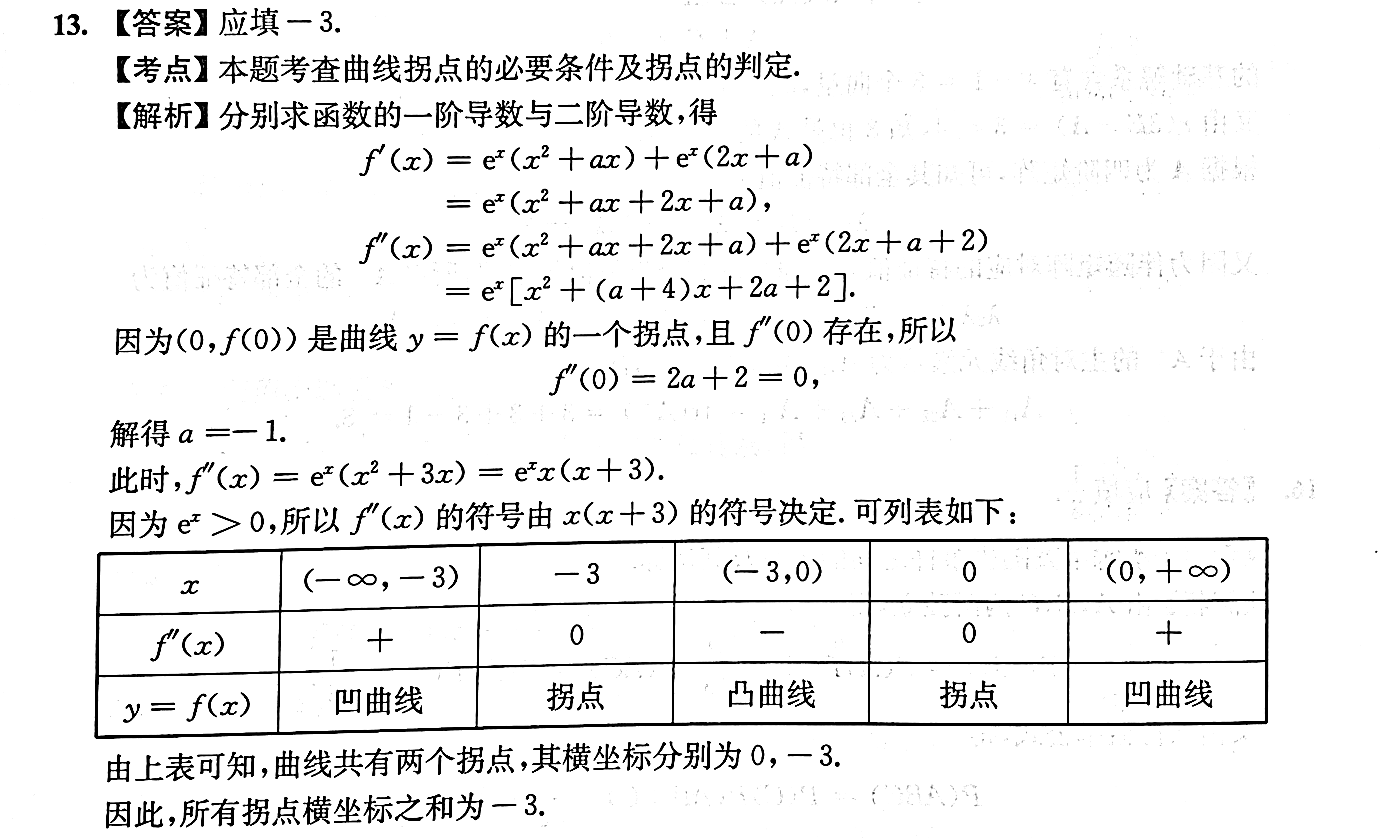 13. 【答案】应填－3.
【考点】本题考查曲线拐点的必要条件及拐点的判定.
【解析】分别求函数的一阶导数与二阶导数,得
f′(x) = eˣ(x² + ax) + eˣ(2x + a)
= eˣ(x² + ax + 2x + a),
f″(x) = eˣ(x² + ax + 2x + a) + eˣ(2x + a + 2)
= eˣ[x² + (a + 4)x + 2a + 2].
因为(0, f(0)) 是曲线 y = f(x) 的一个拐点,且 f″(0) 存在,所以
f″(0) = 2a + 2 = 0,
解得 a =－1.
此时, f″(x) = eˣ(x² + 3x) = eˣx(x + 3).
因为 eˣ > 0,所以 f″(x) 的符号由 x(x + 3) 的符号决定. 可列表如下：
x (－∞, －3) －3 (－3,0) 0 (0, +∞)
f″(x) + 0 － 0 +
y = f(x) 凹曲线 拐点 凸曲线 拐点 凹曲线
由上表可知,曲线共有两个拐点,其横坐标分别为 0, －3.
因此,所有拐点横坐标之和为－3.